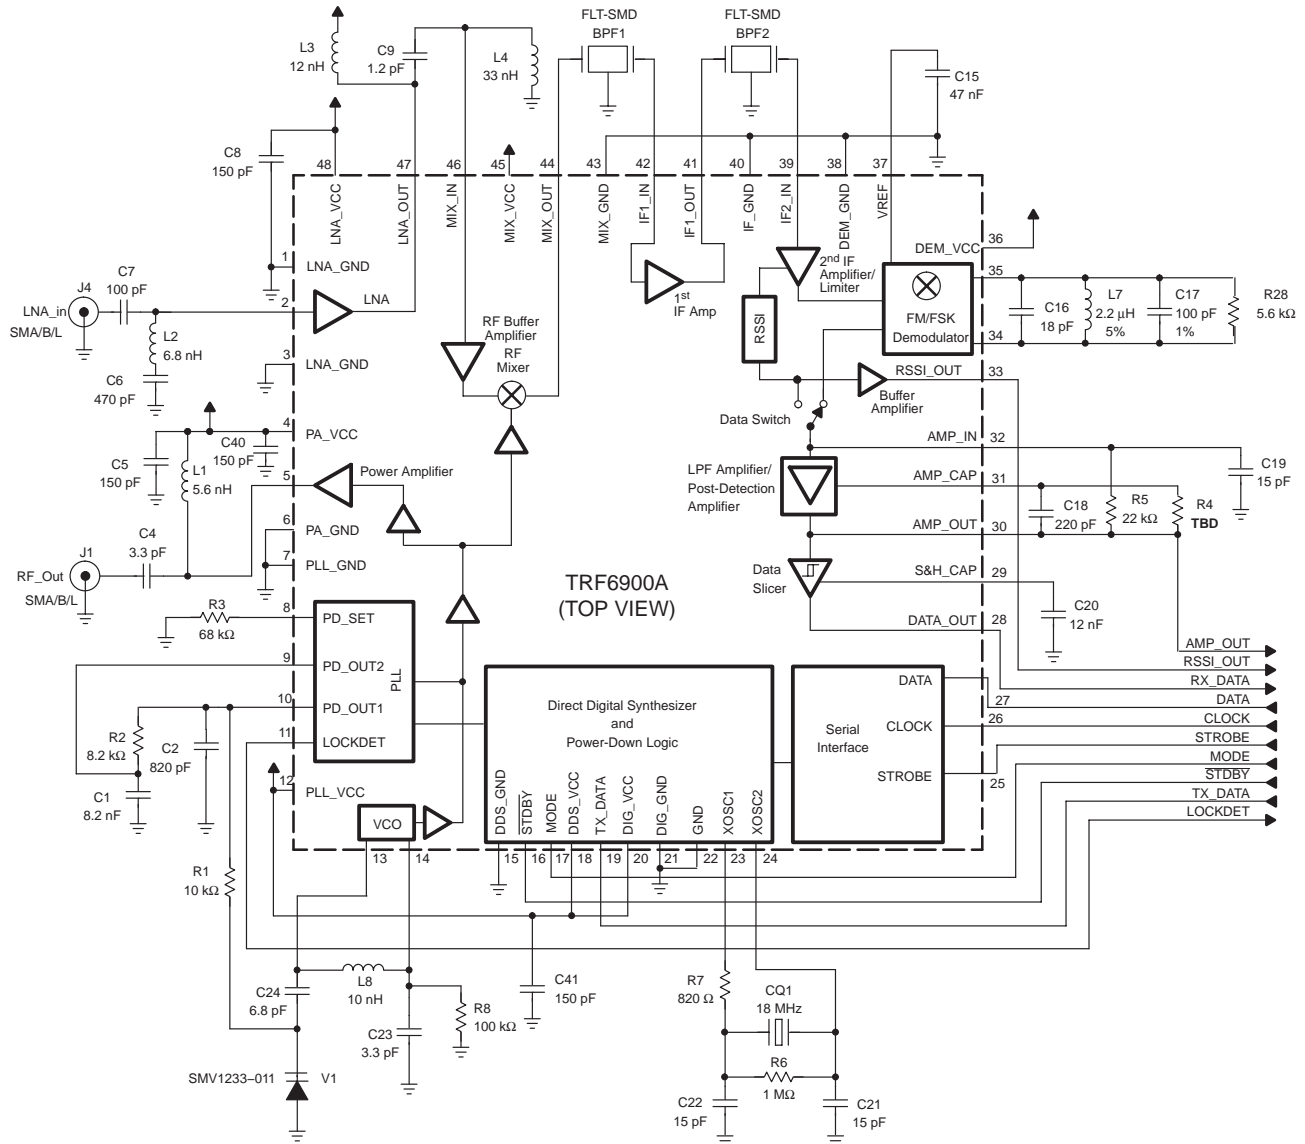 FLT-SMD
BPF1
FLT-SMD
BPF2
L3
12 nH
C9
1.2 pF
L4
33 nH
C15
47 nF
C8
150 pF
48
47
46
45
44
43
42
41
40
39
38
37
LNA_VCC
LNA_OUT
MIX_IN
MIX_VCC
MIX_OUT
MIX_GND
IF1_IN
IF1_OUT
IF_GND
IF2_IN
DEM_GND
VREF
36
DEM_VCC
1
LNA_GND
C7
100 pF
J4
LNA_in
SMA/B/L
2
LNA
L2
6.8 nH
C6
470 pF
3
LNA_GND
RF Buffer
Amplifier
RF
Mixer
1st
IF Amp
2nd IF
Amplifier/
Limiter
RSSI
FM/FSK
Demodulator
35
34
C16
18 pF
L7
2.2 µH
5%
C17
100 pF
1%
R28
5.6 kΩ
RSSI_OUT
33
Buffer
Amplifier
Data Switch
4
PA_VCC
C5
150 pF
L1
5.6 nH
C40
150 pF
5
Power Amplifier
6
PA_GND
7
PLL_GND
C4
3.3 pF
J1
RF_Out
SMA/B/L
AMP_IN
32
LPF Amplifier/
Post-Detection
Amplifier
AMP_CAP
31
C18
220 pF
R5
22 kΩ
R4
TBD
C19
15 pF
AMP_OUT
30
Data
Slicer
S&H_CAP
29
C20
12 nF
DATA_OUT
28
TRF6900A
(TOP VIEW)
R3
68 kΩ
8
PD_SET
9
PD_OUT2
PLL
10
PD_OUT1
11
LOCKDET
R2
8.2 kΩ
C2
820 pF
C1
8.2 nF
12
PLL_VCC
VCO
13
14
Direct Digital Synthesizer
and
Power-Down Logic
DDS_GND
STDBY
MODE
DDS_VCC
TX_DATA
DIG_VCC
DIG_GND
GND
XOSC1
XOSC2
15
16
17
18
19
20
21
22
23
24
Serial
Interface
DATA
27
CLOCK
26
STROBE
25
AMP_OUT
RSSI_OUT
RX_DATA
DATA
CLOCK
STROBE
MODE
STDBY
TX_DATA
LOCKDET
R1
10 kΩ
C24
6.8 pF
L8
10 nH
C23
3.3 pF
R8
100 kΩ
C41
150 pF
SMV1233–011
V1
R7
820 Ω
CQ1
18 MHz
R6
1 MΩ
C22
15 pF
C21
15 pF